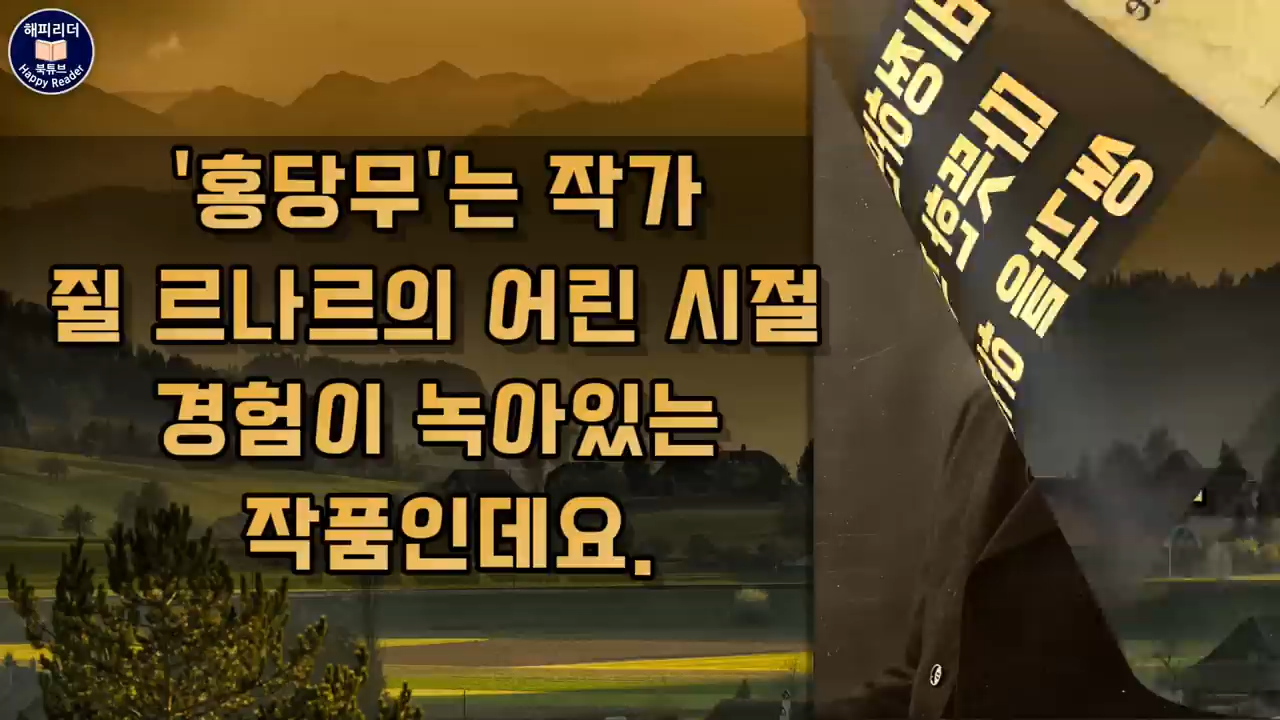 해피리더
북튜브
Happy Reader
'홍당무'는 작가
쥘 르나르의 어린 시절
경험이 녹아있는
작품인데요.